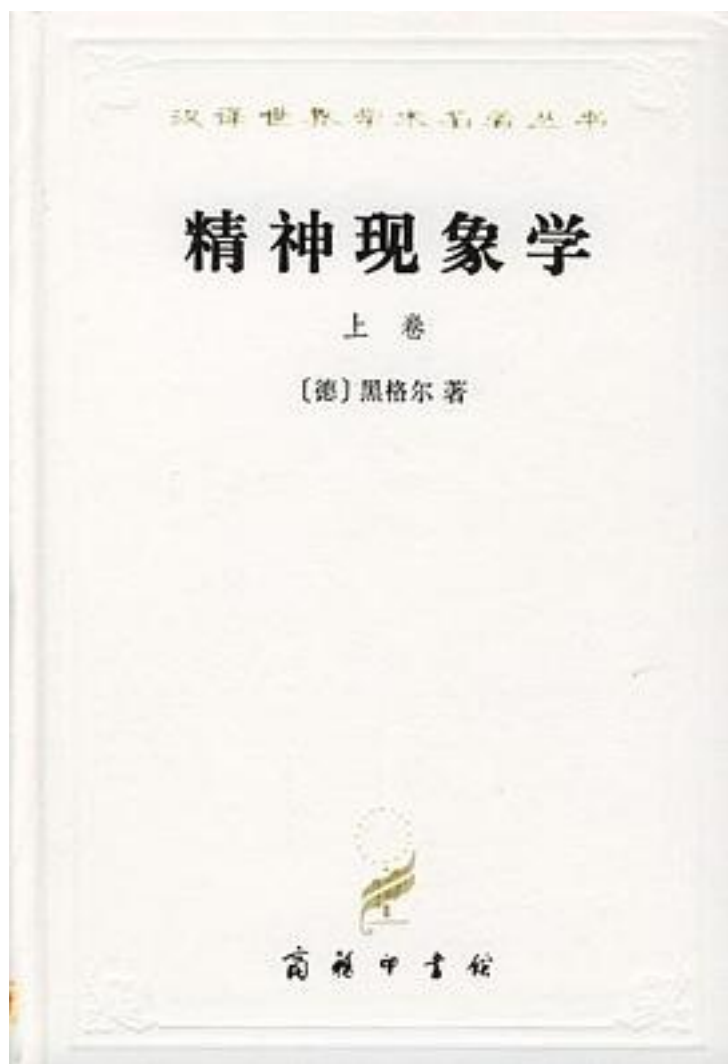 汉译世界学术名著丛书
精神现象学
上卷
〔德〕黑格尔 著
商务印书馆